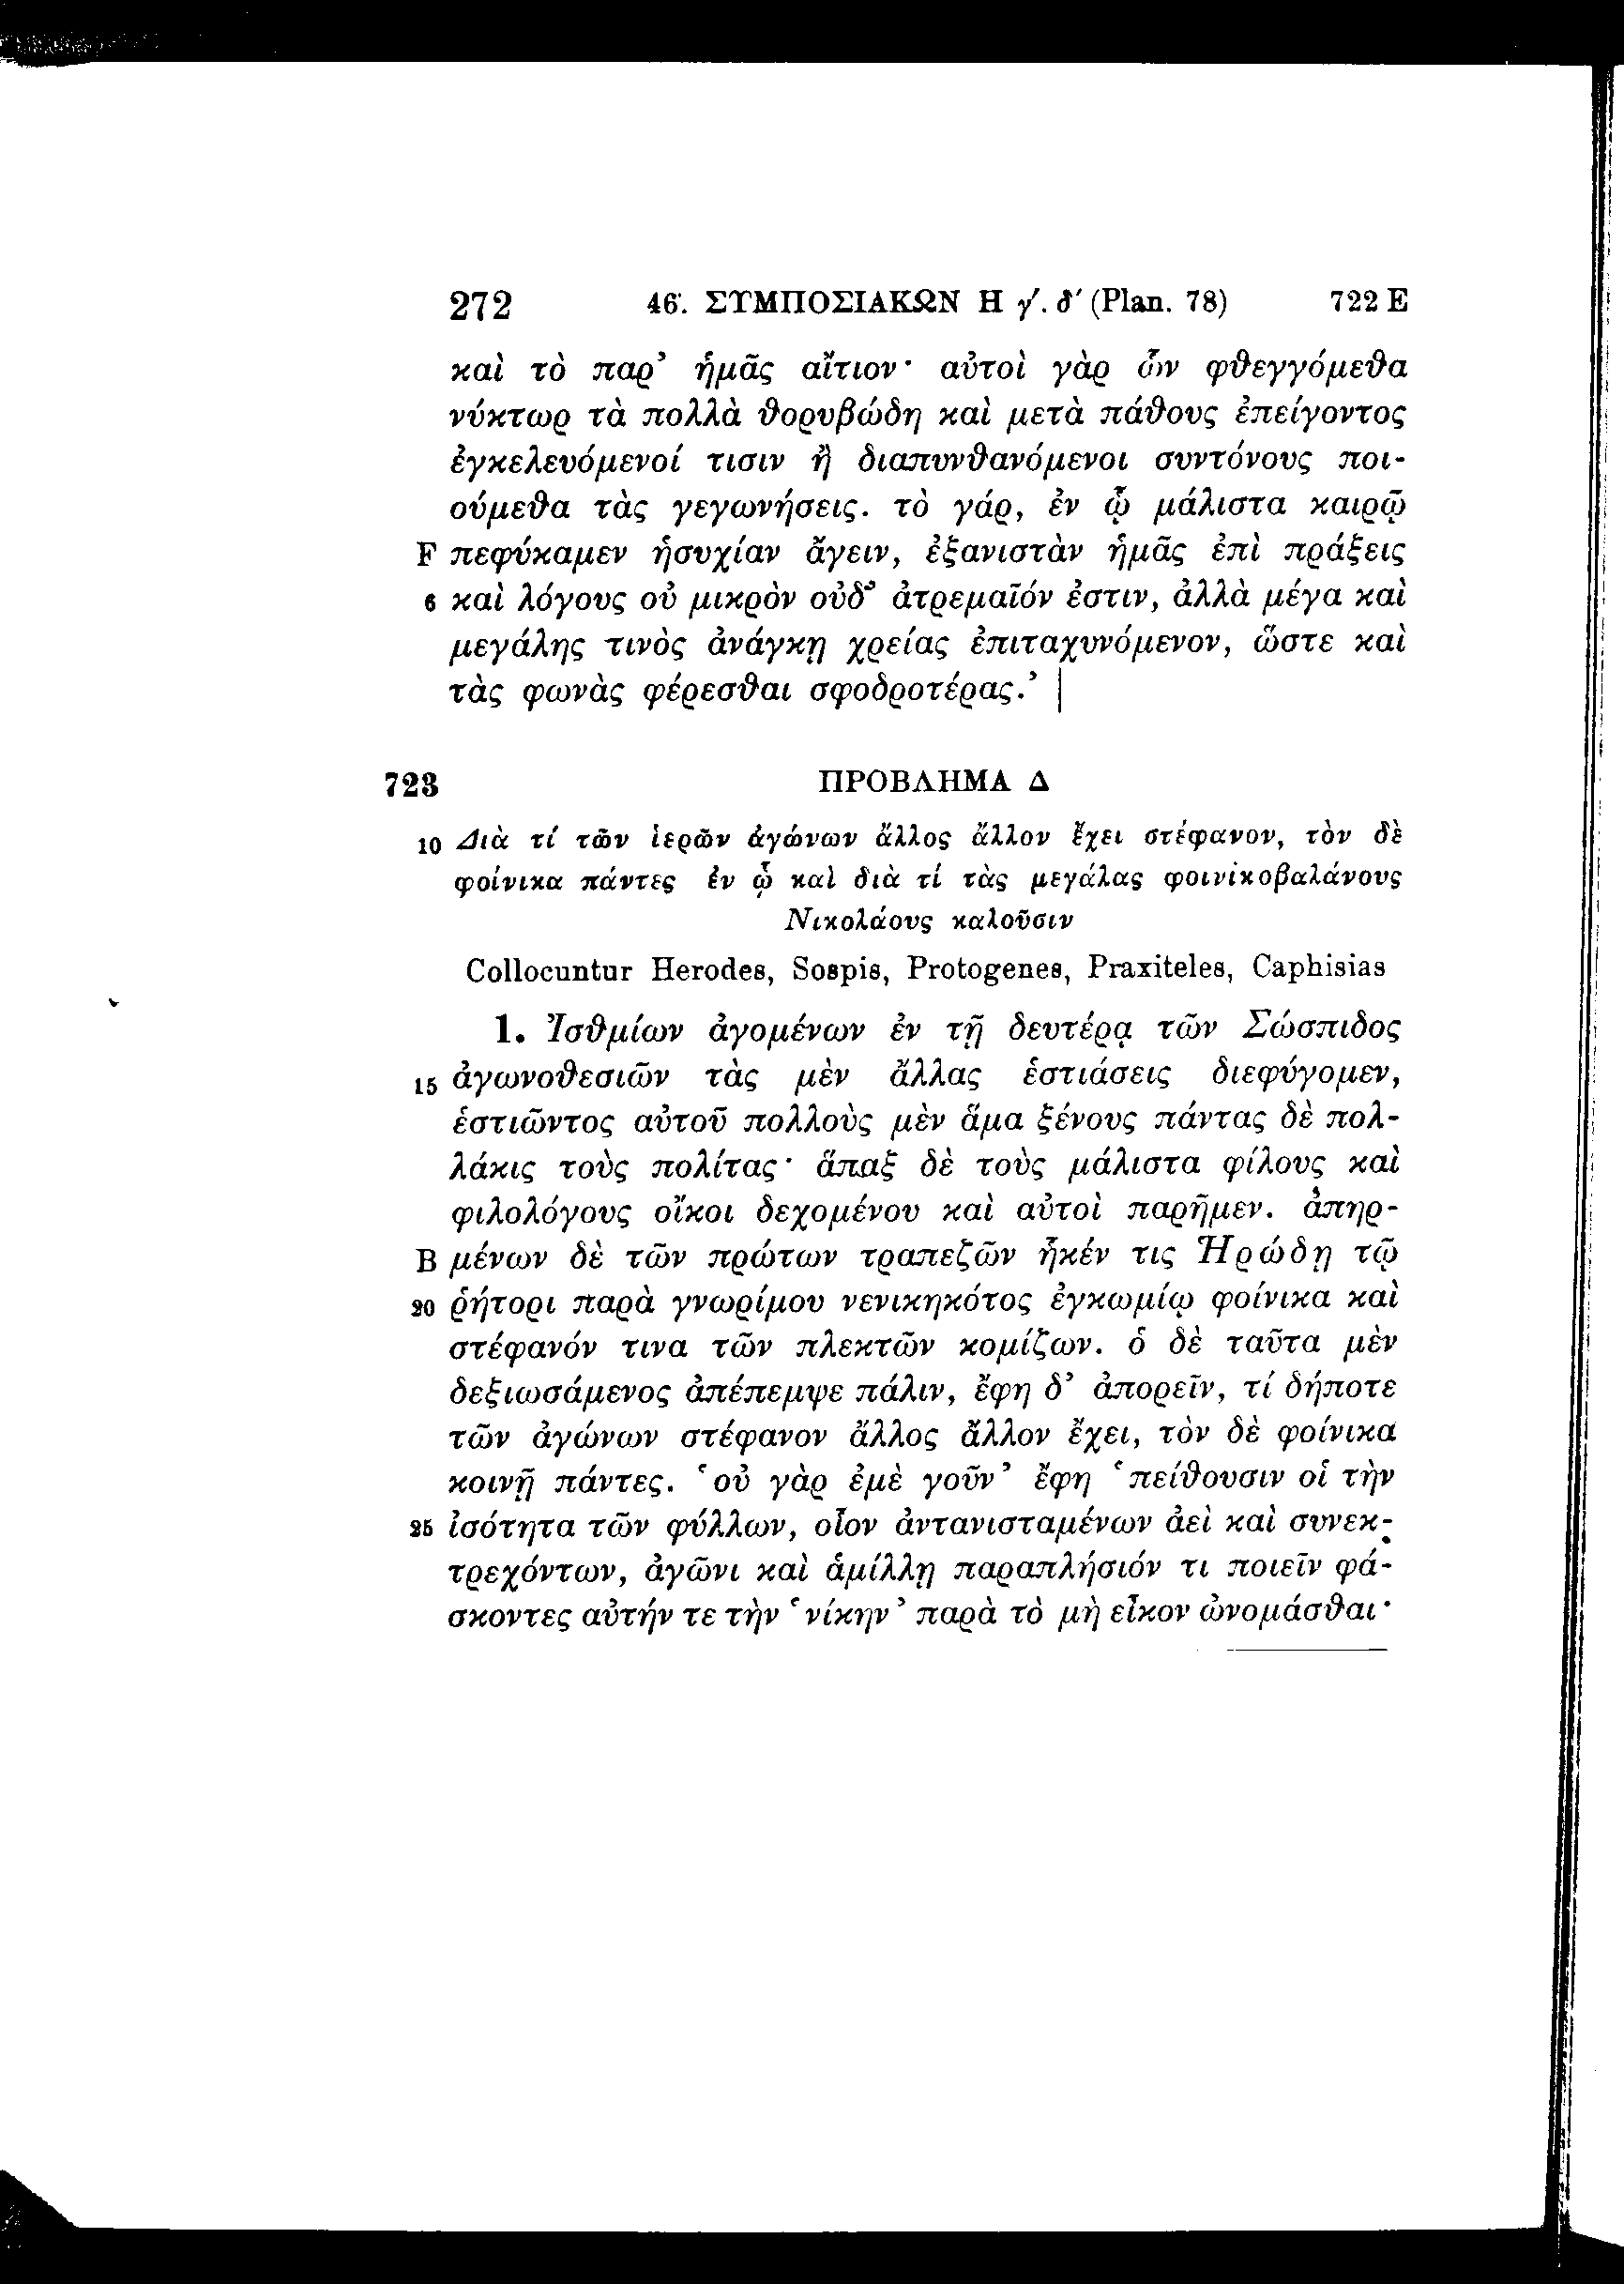 272 46. ΣΥΜΠΟΣΙΑΚΩΝ Η γ′. δ′ (Plan. 78) 722 E
καὶ τὸ παρ’ ἡμᾶς αἴτιον· αὐτοὶ γὰρ ὧν φθεγγόμεθα
νύκτωρ τὰ πολλὰ θορυβώδη καὶ μετὰ πάθους ἐπείγοντος
ἐγκελευόμενοί τισιν ἢ διαπυνθανόμενοι συντόνους ποι-
ούμεθα τὰς γεγωνήσεις. τὸ γάρ, ἐν ᾧ μάλιστα καιρῷ
F πεφύκαμεν ἡσυχίαν ἄγειν, ἐξανιστὰν ἡμᾶς ἐπὶ πράξεις
6 καὶ λόγους οὐ μικρὸν οὐδ’ ἀτρεμαῖόν ἐστιν, ἀλλὰ μέγα καὶ
μεγάλης τινὸς ἀνάγκῃ χρείας ἐπιταχυνόμενον, ὥστε καὶ
τὰς φωνὰς φέρεσθαι σφοδροτέρας.’ |
723 ΠΡΟΒΛΗΜΑ Δ
10 Διὰ τί τῶν ἱερῶν ἀγώνων ἄλλος ἄλλον ἔχει στέφανον, τὸν δὲ
φοίνικα πάντες ἐν ᾧ καὶ διὰ τί τὰς μεγάλας φοινικοβαλάνους
Νικολάους καλοῦσιν
Collocuntur Herodes, Sospis, Protogenes, Praxiteles, Caphisias
1. Ἰσθμίων ἀγομένων ἐν τῇ δευτέρᾳ τῶν Σώσπιδος
15 ἀγωνοθεσιῶν τὰς μὲν ἄλλας ἑστιάσεις διεφύγομεν,
ἑστιῶντος αὐτοῦ πολλοὺς μὲν ἅμα ξένους πάντας δὲ πολ-
λάκις τοὺς πολίτας· ἅπαξ δὲ τοὺς μάλιστα φίλους καὶ
φιλολόγους οἴκοι δεχομένου καὶ αὐτοὶ παρῆμεν. ἀπηρ-
B μένων δὲ τῶν πρώτων τραπεζῶν ἧκέν τις Ἡρώδῃ τῷ
20 ῥήτορι παρὰ γνωρίμου νενικηκότος ἐγκωμίῳ φοίνικα καὶ
στέφανόν τινα τῶν πλεκτῶν κομίζων. ὁ δὲ ταῦτα μὲν
δεξιωσάμενος ἀπέπεμψε πάλιν, ἔφη δ’ ἀπορεῖν, τί δήποτε
τῶν ἀγώνων στέφανον ἄλλος ἄλλον ἔχει, τὸν δὲ φοίνικα
κοινῇ πάντες. ‘οὐ γὰρ ἐμὲ γοῦν’ ἔφη ‘πείθουσιν οἱ τὴν
25 ἰσότητα τῶν φύλλων, οἷον ἀντανισταμένων ἀεὶ καὶ συνεκ-
τρεχόντων, ἀγῶνι καὶ ἁμίλλῃ παραπλήσιόν τι ποιεῖν φά-
σκοντες αὐτήν τε τὴν ‘νίκην’ παρὰ τὸ μὴ εἶκον ὠνομάσθαι·